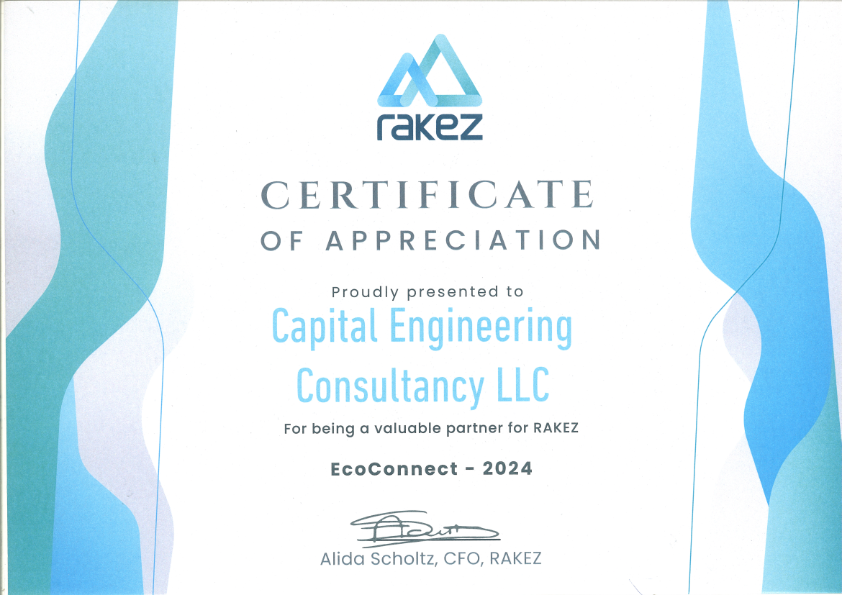 rakez
CERTIFICATE
OF APPRECIATION
Proudly presented to
Capital Engineering
Consultancy LLC
For being a valuable partner for RAKEZ
EcoConnect - 2024
Alida Scholtz, CFO, RAKEZ